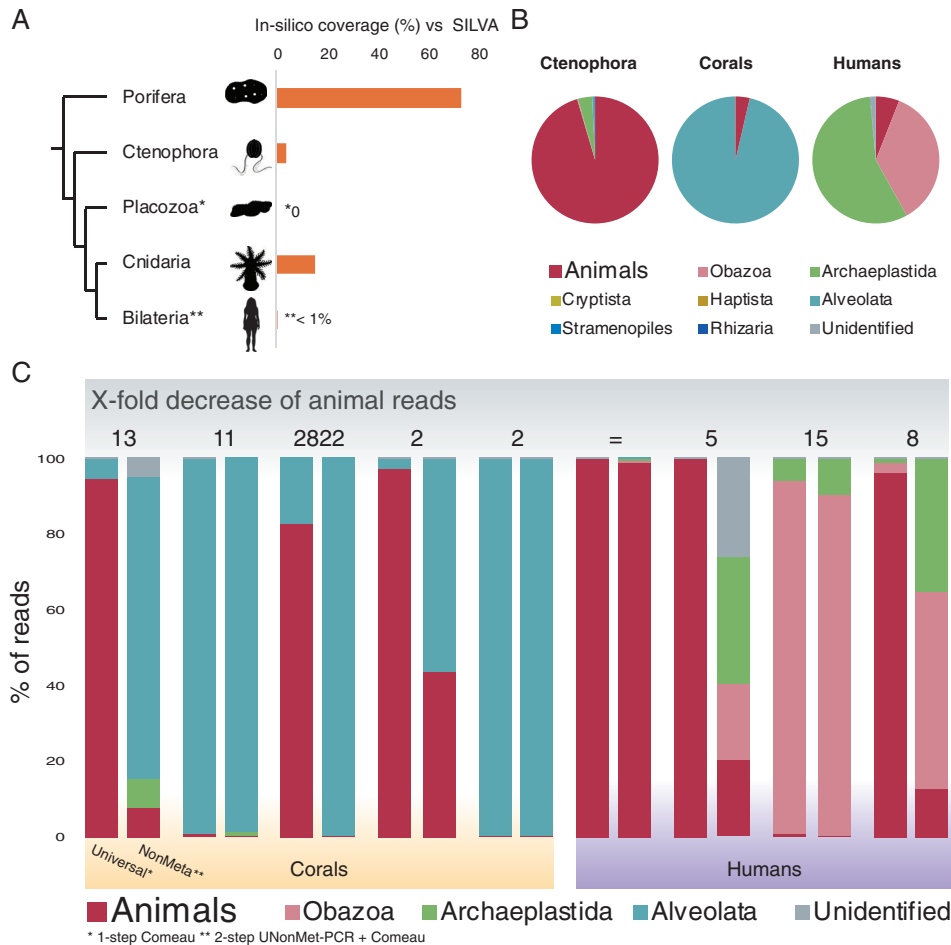 A
In-silico coverage (%) vs SILVA
0 20 40 60 80
Porifera
Ctenophora
Placozoa*
*0
Cnidaria
Bilateria**
**< 1%
B
Ctenophora Corals Humans
Animals Obazoa Archaeplastida
Cryptista Haptista Alveolata
Stramenopiles Rhizaria Unidentified
C
X-fold decrease of animal reads
13 11 2822 2 2 = 5 15 8
% of reads
100
80
60
40
20
0
Universal*
NonMeta**
Corals
Humans
Animals Obazoa Archaeplastida Alveolata Unidentified
* 1-step Comeau ** 2-step UNonMet-PCR + Comeau